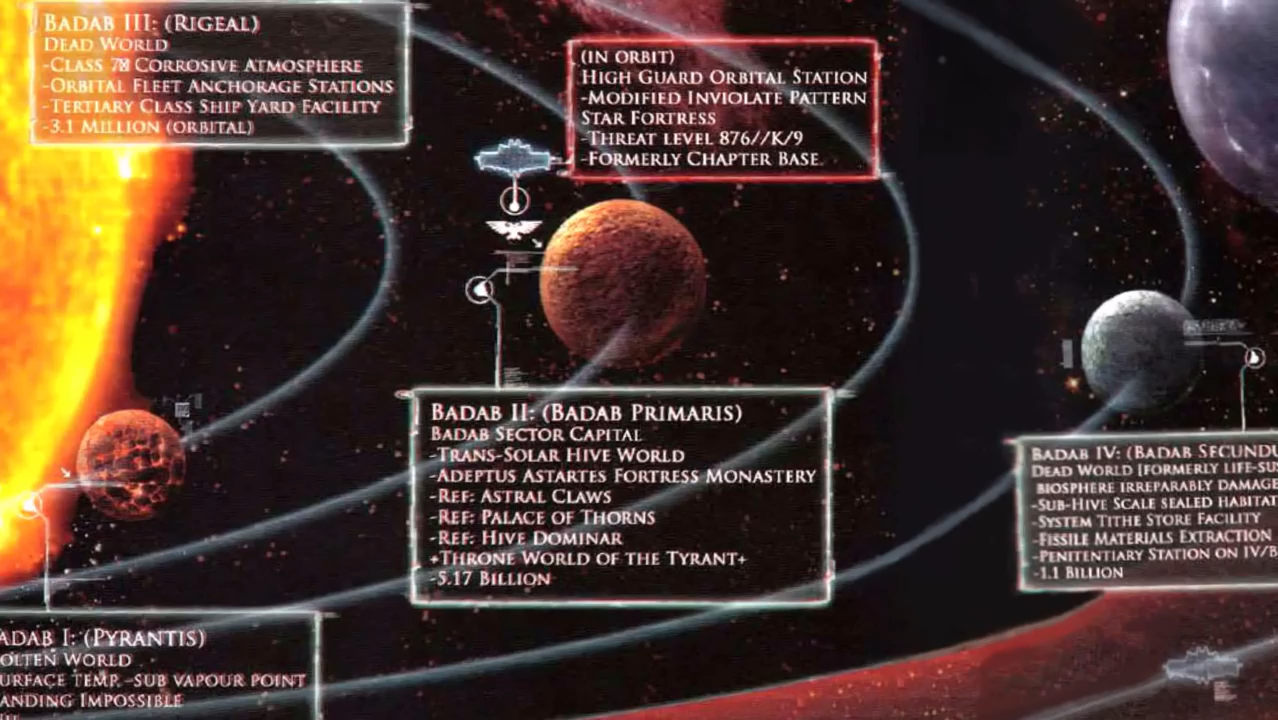 BADAB III: (RIGEAL)
DEAD WORLD
-CLASS CORROSIVE ATMOSPHERE
-ORBITAL FLEET ANCHORAGE STATIONS
-TERTIARY CLASS SHIP YARD FACILITY
-3.1 MILLION (ORBITAL)
(IN ORBIT)
HIGH GUARD ORBITAL STATION
-MODIFIED INVIOLATE PATTERN
STAR FORTRESS
-THREAT LEVEL 876//K/9
-FORMERLY CHAPTER BASE
BADAB II: (BADAB PRIMARIS)
BADAB SECTOR CAPITAL
-TRANS-SOLAR HIVE WORLD
-ADEPTUS ASTARTES FORTRESS MONASTERY
-REF: ASTRAL CLAWS
-REF: PALACE OF THORNS
-REF: HIVE DOMINAR
+THRONE WORLD OF THE TYRANT+
-5.17 BILLION
BADAB IV: (BADAB SECUNDU
DEAD WORLD [FORMERLY LIFE-SU
BIOSPHERE IRREPARABLY DAMAGE
-SUB-HIVE SCALE SEALED HABITAT
-SYSTEM TITHE STORE FACILITY
-FISSILE MATERIALS EXTRACTION
-PENITENTIARY STATION ON IV/B
-1.1 BILLION
ADAB I: (PYRANTIS)
OLTEN WORLD
URFACE TEMP. -SUB VAPOUR POINT
ANDING IMPOSSIBLE